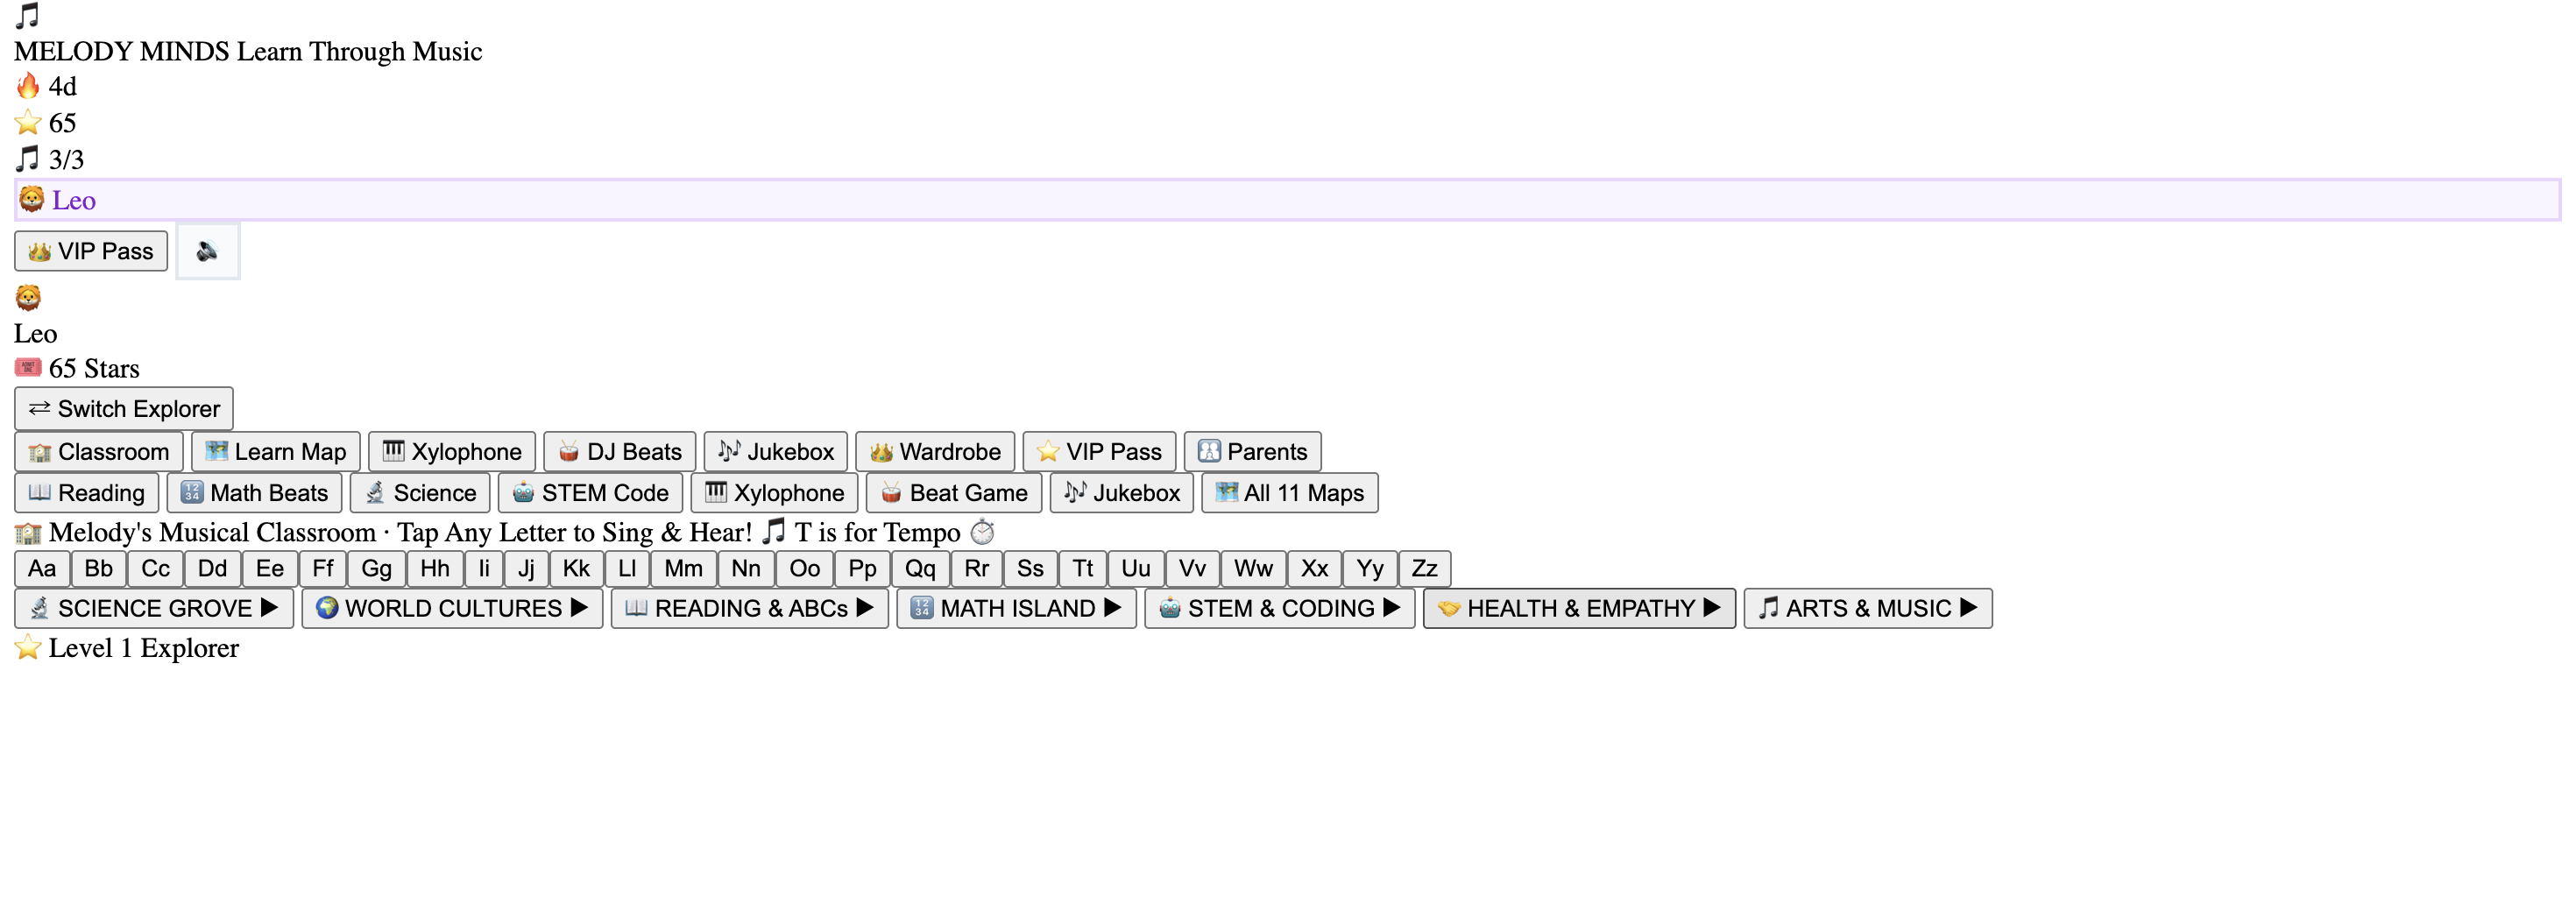 🎵
MELODY MINDS Learn Through Music
🔥 4d
⭐ 65
🎵 3/3
🦁 Leo
👑 VIP Pass 🔊
🦁
Leo
🎟️ 65 Stars
⇄ Switch Explorer
🏫 Classroom 🗺️ Learn Map 🎹 Xylophone 🥁 DJ Beats 🎶 Jukebox 👑 Wardrobe ⭐ VIP Pass 🚻 Parents
📖 Reading 🔢 Math Beats 🔬 Science 🤖 STEM Code 🎹 Xylophone 🥁 Beat Game 🎶 Jukebox 🗺️ All 11 Maps
🏫 Melody's Musical Classroom · Tap Any Letter to Sing & Hear! 🎵 T is for Tempo ⏱️
Aa Bb Cc Dd Ee Ff Gg Hh Ii Jj Kk Ll Mm Nn Oo Pp Qq Rr Ss Tt Uu Vv Ww Xx Yy Zz
🔬 SCIENCE GROVE ▶ 🌍 WORLD CULTURES ▶ 📖 READING & ABCs ▶ 🔢 MATH ISLAND ▶ 🤖 STEM & CODING ▶ 🤝 HEALTH & EMPATHY ▶ 🎵 ARTS & MUSIC ▶
⭐ Level 1 Explorer